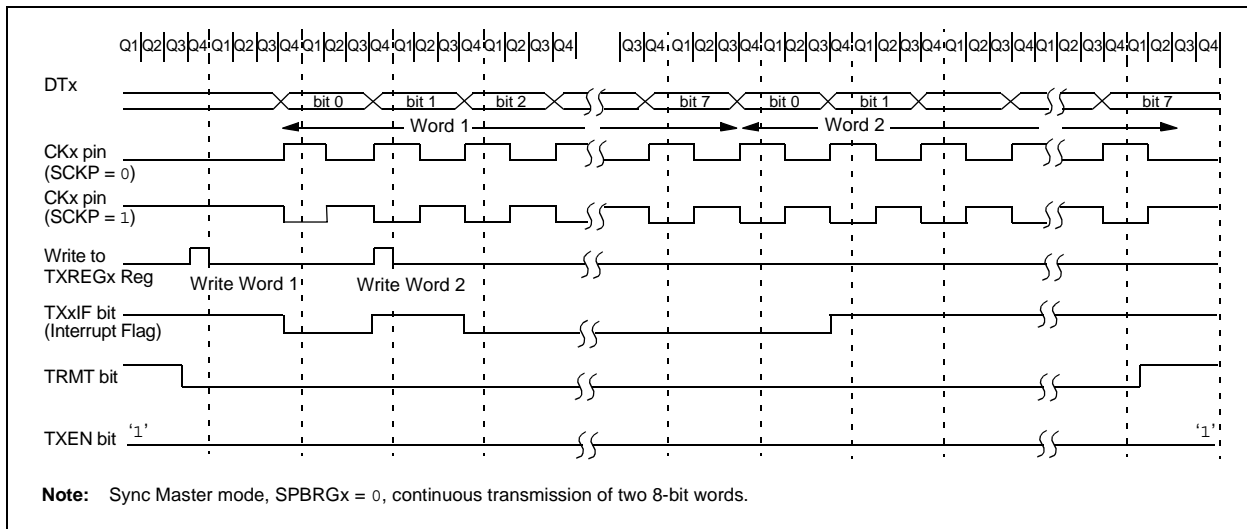 Q1 Q2 Q3 Q4 Q1 Q2 Q3 Q4 Q1 Q2 Q3 Q4 Q1 Q2 Q3 Q4 Q1 Q2 Q3 Q4 Q3 Q4 Q1 Q2 Q3 Q4 Q1 Q2 Q3 Q4 Q1 Q2 Q3 Q4 Q1 Q2 Q3 Q4 Q1 Q2 Q3 Q4 Q1 Q2 Q3 Q4
DTx
bit 0 bit 1 bit 2 bit 7 bit 0 bit 1 bit 7
Word 1 Word 2
CKx pin
(SCKP = 0)
CKx pin
(SCKP = 1)
Write to
TXREGx Reg
Write Word 1 Write Word 2
TXxIF bit
(Interrupt Flag)
TRMT bit
TXEN bit '1' '1'
Note: Sync Master mode, SPBRGx = 0, continuous transmission of two 8-bit words.